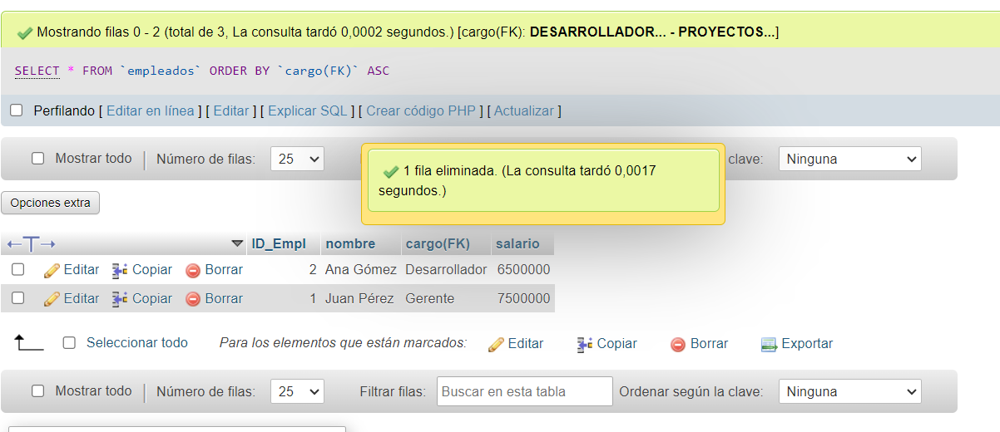 Mostrando filas 0 - 2 (total de 3, La consulta tardó 0,0002 segundos.) [cargo(FK): DESARROLLADOR... - PROYECTOS...]
SELECT * FROM `empleados` ORDER BY `cargo(FK)` ASC
Perfilando [ Editar en línea ] [ Editar ] [ Explicar SQL ] [ Crear código PHP ] [ Actualizar ]
Mostrar todo | Número de filas: 25 clave: Ninguna
1 fila eliminada. (La consulta tardó 0,0017
segundos.)
Opciones extra
←T→ ID_Empl nombre cargo(FK) salario
Editar Copiar Borrar 2 Ana Gómez Desarrollador 6500000
Editar Copiar Borrar 1 Juan Pérez Gerente 7500000
Seleccionar todo Para los elementos que están marcados: Editar Copiar Borrar Exportar
Mostrar todo | Número de filas: 25 Filtrar filas: Buscar en esta tabla Ordenar según la clave: Ninguna